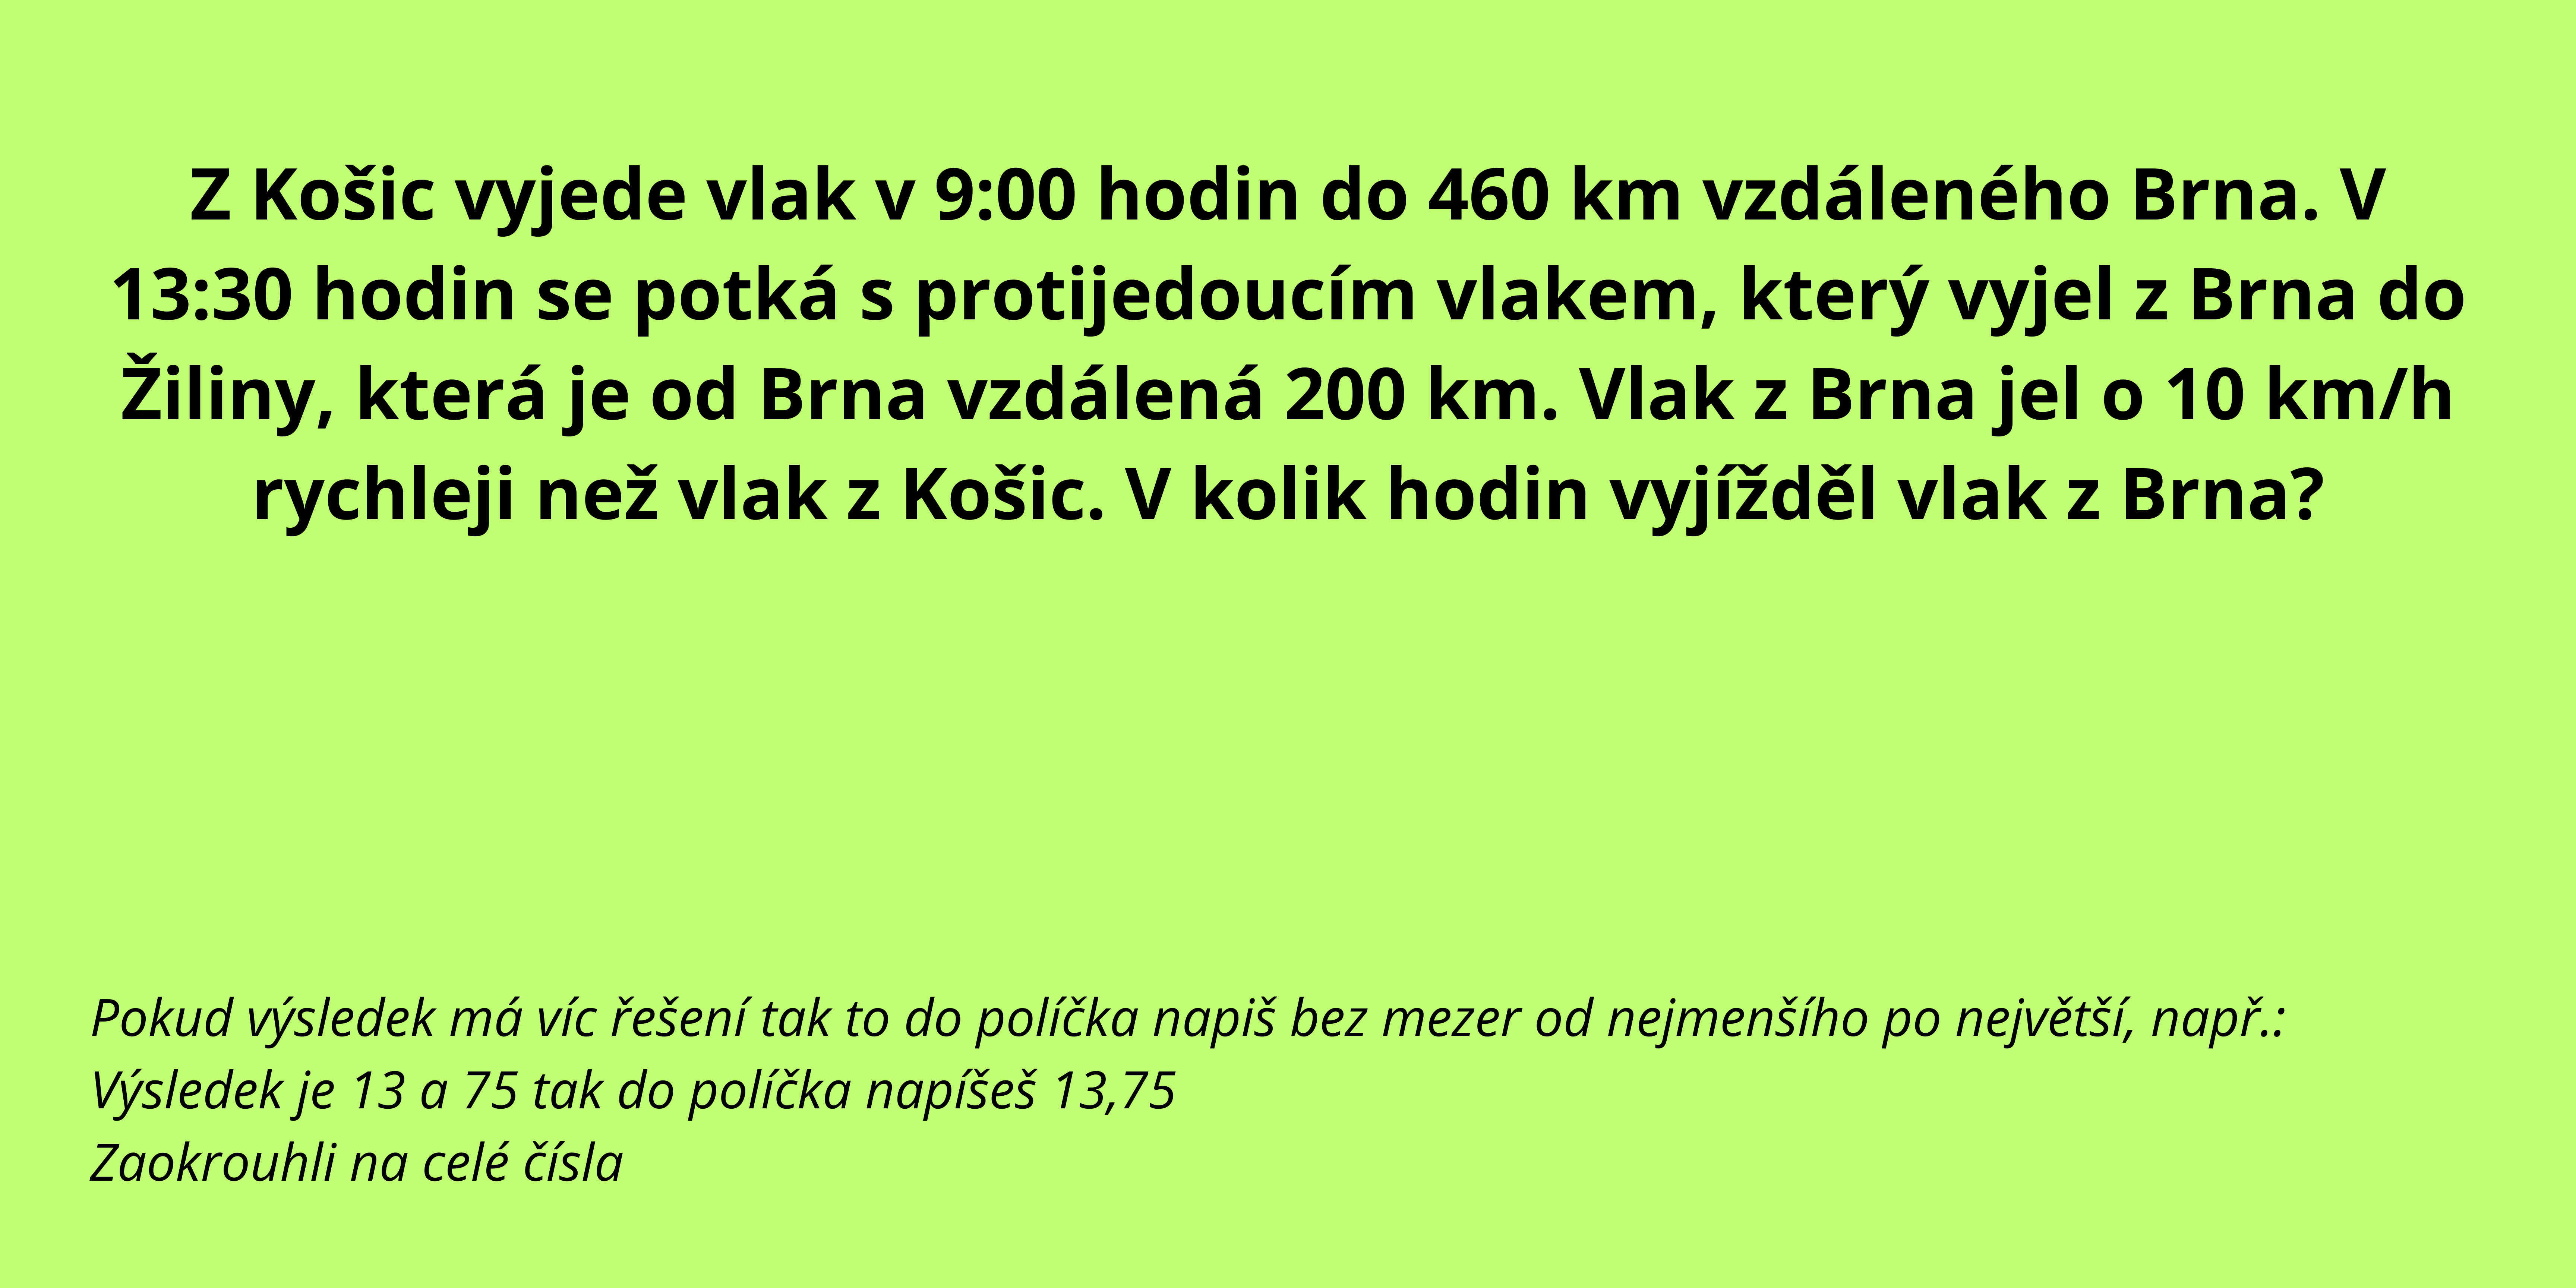 Z Košic vyjede vlak v 9:00 hodin do 460 km vzdáleného Brna. V
13:30 hodin se potká s protijedoucím vlakem, který vyjel z Brna do
Žiliny, která je od Brna vzdálená 200 km. Vlak z Brna jel o 10 km/h
rychleji než vlak z Košic. V kolik hodin vyjížděl vlak z Brna?
Pokud výsledek má víc řešení tak to do políčka napiš bez mezer od nejmenšího po největší, např.:
Výsledek je 13 a 75 tak do políčka napíšeš 13,75
Zaokrouhli na celé čísla